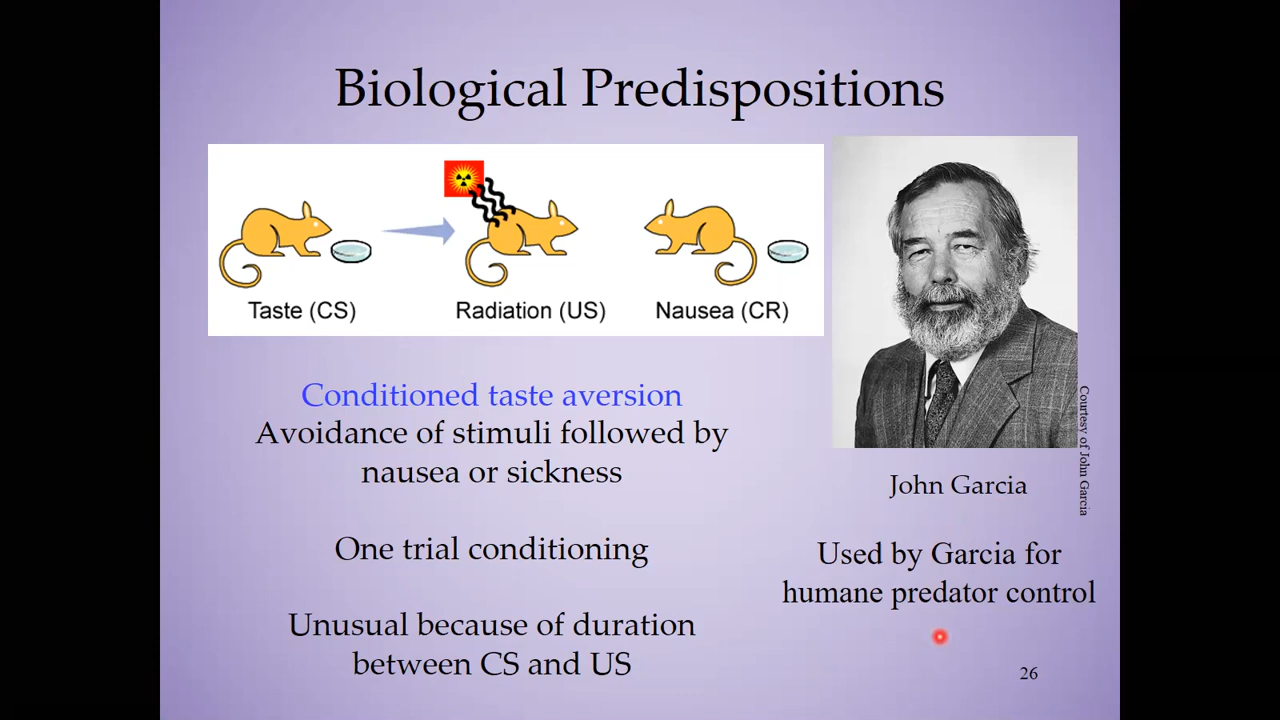 Biological Predispositions
Taste (CS)
Radiation (US)
Nausea (CR)
Courtesy of John Garcia
Conditioned taste aversion
Avoidance of stimuli followed by
nausea or sickness
John Garcia
One trial conditioning
Used by Garcia for
humane predator control
Unusual because of duration
between CS and US
26